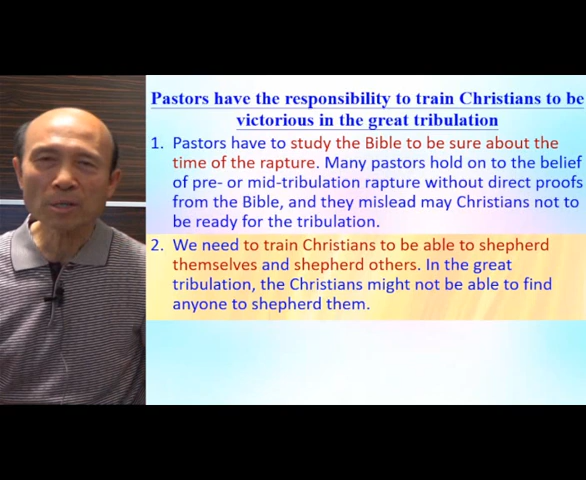 Pastors have the responsibility to train Christians to be
victorious in the great tribulation
1. Pastors have to study the Bible to be sure about the
time of the rapture. Many pastors hold on to the belief
of pre- or mid-tribulation rapture without direct proofs
from the Bible, and they mislead may Christians not to
be ready for the tribulation.
2. We need to train Christians to be able to shepherd
themselves and shepherd others. In the great
tribulation, the Christians might not be able to find
anyone to shepherd them.